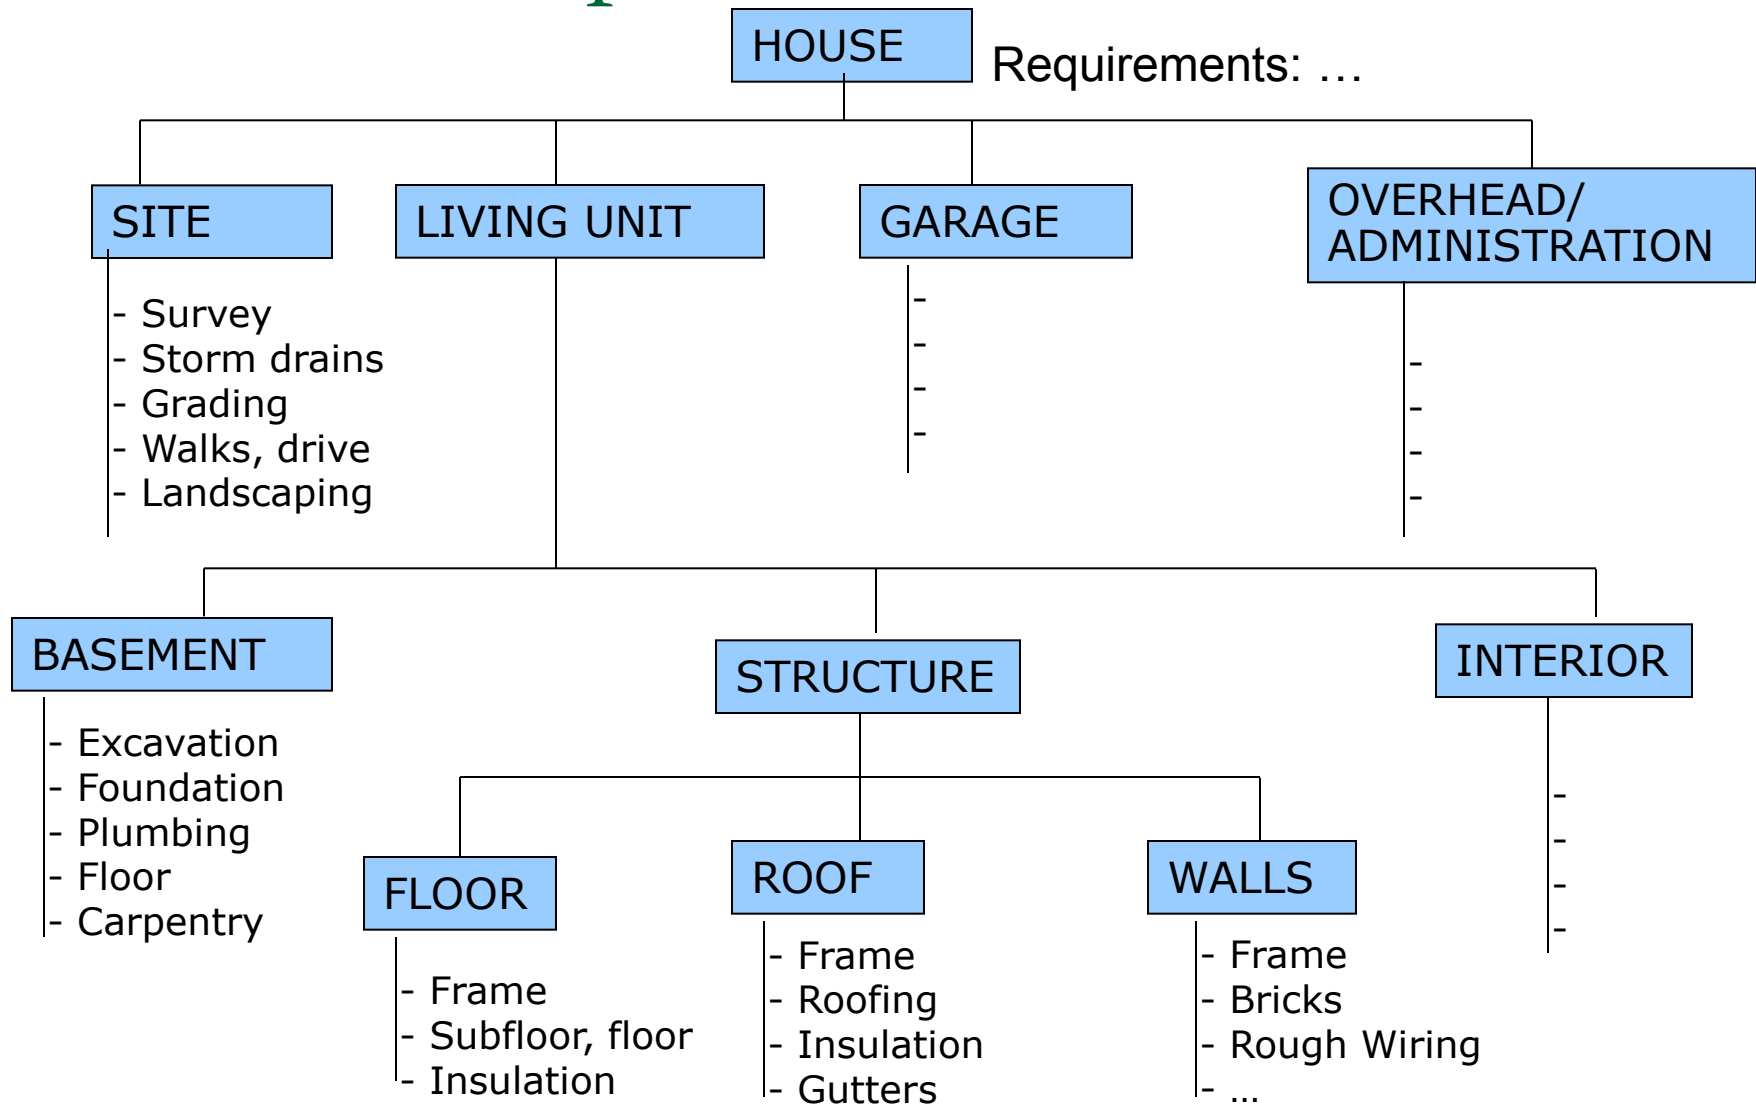 HOUSE
Requirements: …
SITE
LIVING UNIT
GARAGE
OVERHEAD/
ADMINISTRATION
- Survey
- Storm drains
- Grading
- Walks, drive
- Landscaping
-
-
-
-
-
-
-
-
BASEMENT
STRUCTURE
INTERIOR
- Excavation
- Foundation
- Plumbing
- Floor
- Carpentry
FLOOR
ROOF
WALLS
- Frame
- Subfloor, floor
- Insulation
- Frame
- Roofing
- Insulation
- Gutters
- Frame
- Bricks
- Rough Wiring
- …
-
-
-
-